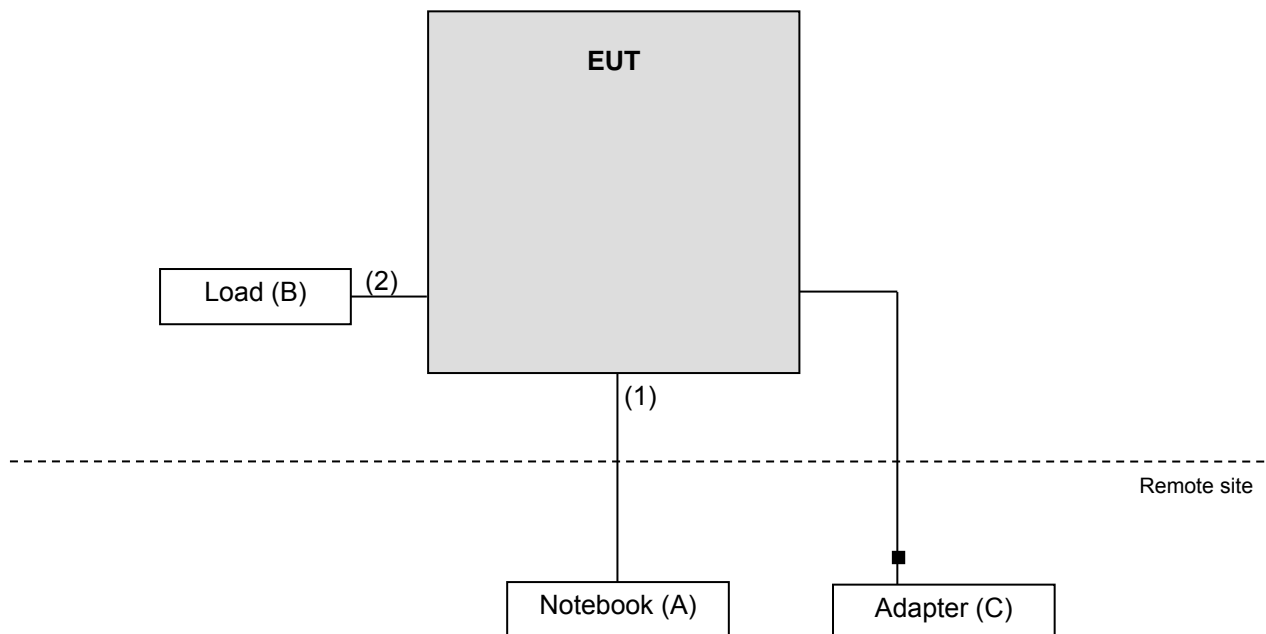 EUT
Load (B)
(2)
(1)
Remote site
Notebook (A)
Adapter (C)